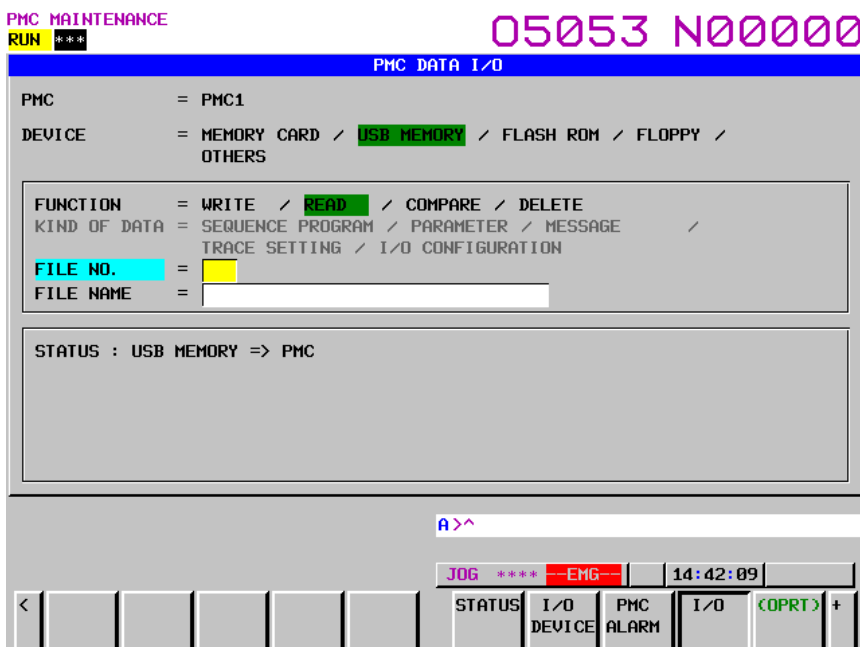 PMC MAINTENANCE
RUN ***
O5053 N00000
PMC DATA I/O
PMC = PMC1
DEVICE = MEMORY CARD / USB MEMORY / FLASH ROM / FLOPPY /
OTHERS
FUNCTION = WRITE / READ / COMPARE / DELETE
KIND OF DATA = SEQUENCE PROGRAM / PARAMETER / MESSAGE /
TRACE SETTING / I/O CONFIGURATION
FILE NO. =
FILE NAME =
STATUS : USB MEMORY => PMC
A>^
JOG **** --EMG-- 14:42:09
< STATUS I/O DEVICE PMC ALARM I/O (OPRT) +